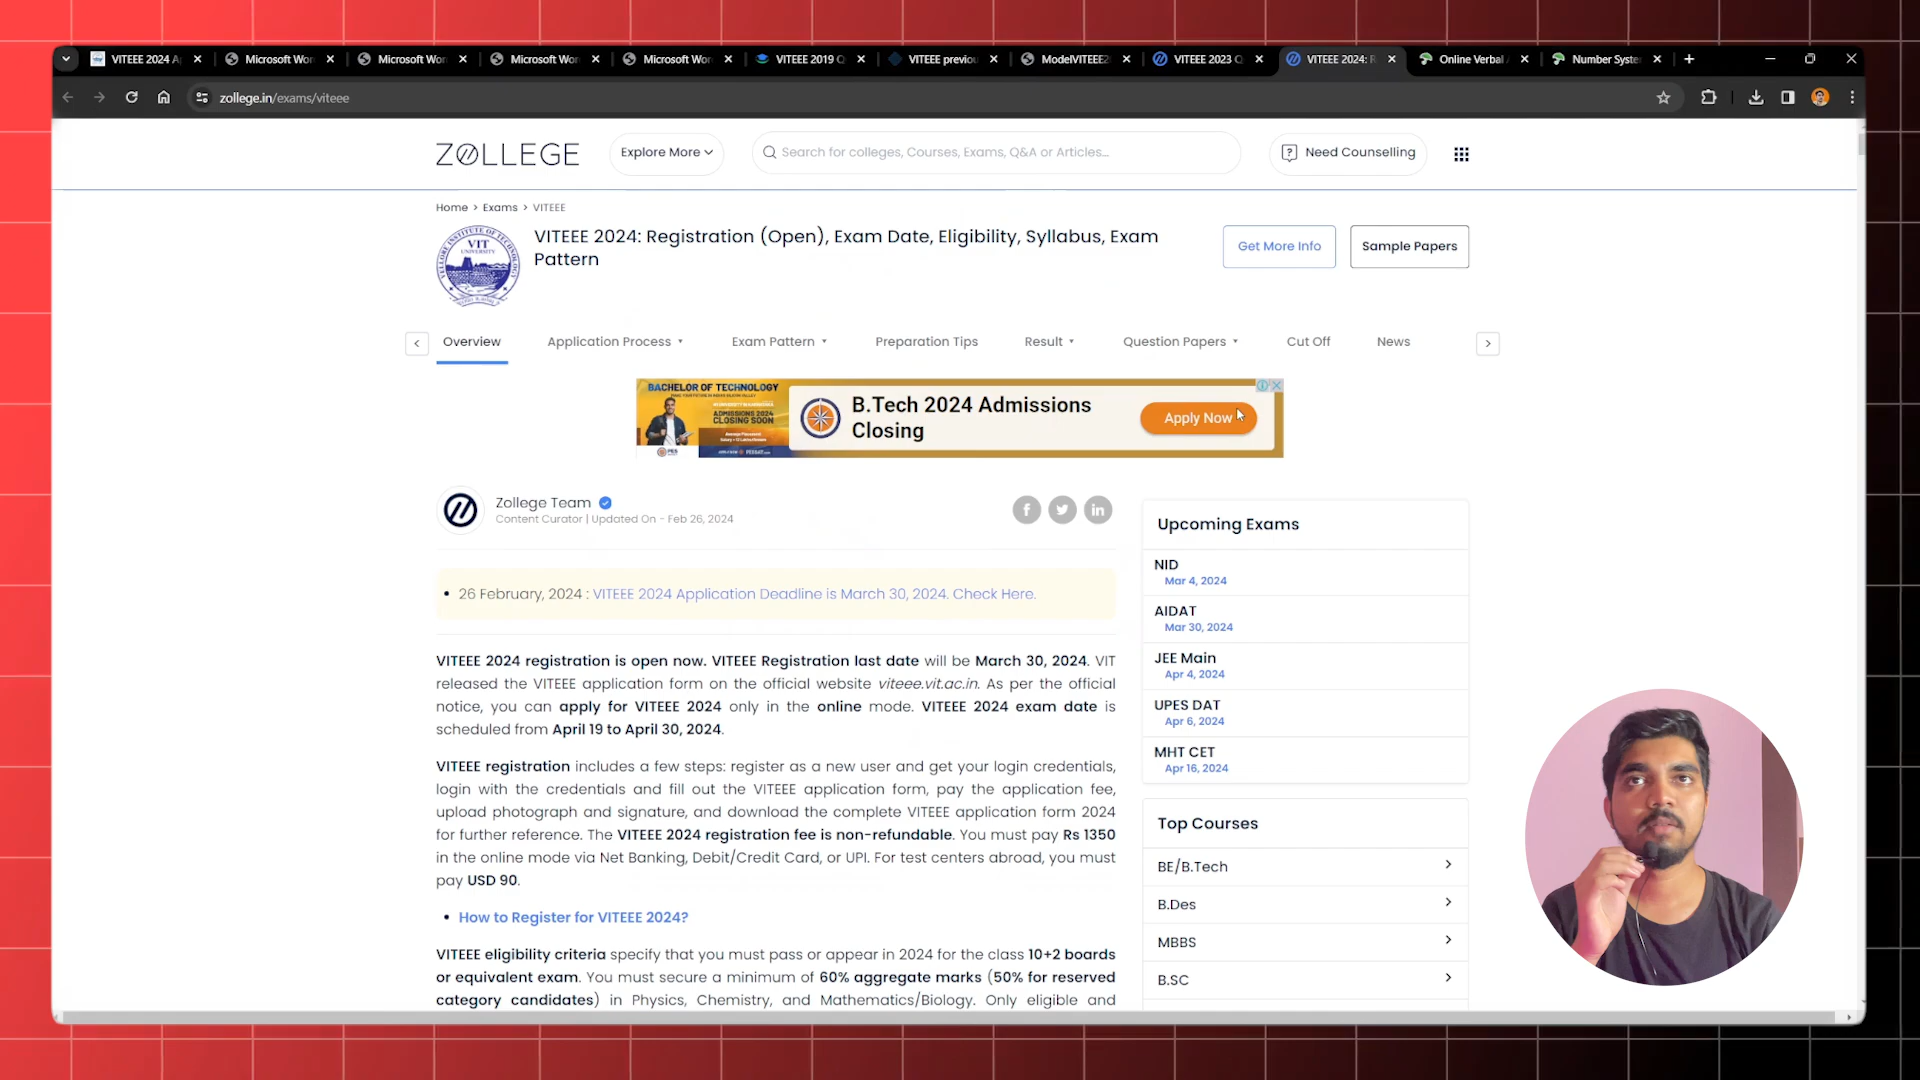 VITEEE 2024 A
Microsoft Wor
Microsoft Wor
Microsoft Wor
Microsoft Wor
VITEEE 2019 Q
VITEEE previou
ModelVITEEE2
VITEEE 2023 Q
VITEEE 2024: R
Online Verbal
Number Syste
zollege.in/exams/viteee
ZOLLEGE
Explore More
Search for colleges, Courses, Exams, Q&A or Articles...
Need Counselling
Home > Exams > VITEEE
VIT
UNIVERSITY
VITEEE 2024: Registration (Open), Exam Date, Eligibility, Syllabus, Exam
Pattern
Get More Info
Sample Papers
Overview
Application Process
Exam Pattern
Preparation Tips
Result
Question Papers
Cut Off
News
BACHELOR OF TECHNOLOGY
ADMISSIONS 2024
CLOSING SOON
PES
B.Tech 2024 Admissions
Closing
Apply Now
Zollege Team
Content Curator | Updated On - Feb 26, 2024
• 26 February, 2024 : VITEEE 2024 Application Deadline is March 30, 2024. Check Here.
VITEEE 2024 registration is open now. VITEEE Registration last date will be March 30, 2024. VIT
released the VITEEE application form on the official website viteee.vit.ac.in. As per the official
notice, you can apply for VITEEE 2024 only in the online mode. VITEEE 2024 exam date is
scheduled from April 19 to April 30, 2024.
VITEEE registration includes a few steps: register as a new user and get your login credentials,
login with the credentials and fill out the VITEEE application form, pay the application fee,
upload photograph and signature, and download the complete VITEEE application form 2024
for further reference. The VITEEE 2024 registration fee is non-refundable. You must pay Rs 1350
in the online mode via Net Banking, Debit/Credit Card, or UPI. For test centers abroad, you must
pay USD 90.
• How to Register for VITEEE 2024?
VITEEE eligibility criteria specify that you must pass or appear in 2024 for the class 10+2 boards
or equivalent exam. You must secure a minimum of 60% aggregate marks (50% for reserved
category candidates) in Physics, Chemistry, and Mathematics/Biology. Only eligible and
Upcoming Exams
NID
Mar 4, 2024
AIDAT
Mar 30, 2024
JEE Main
Apr 4, 2024
UPES DAT
Apr 6, 2024
MHT CET
Apr 16, 2024
Top Courses
BE/B.Tech
B.Des
MBBS
B.SC